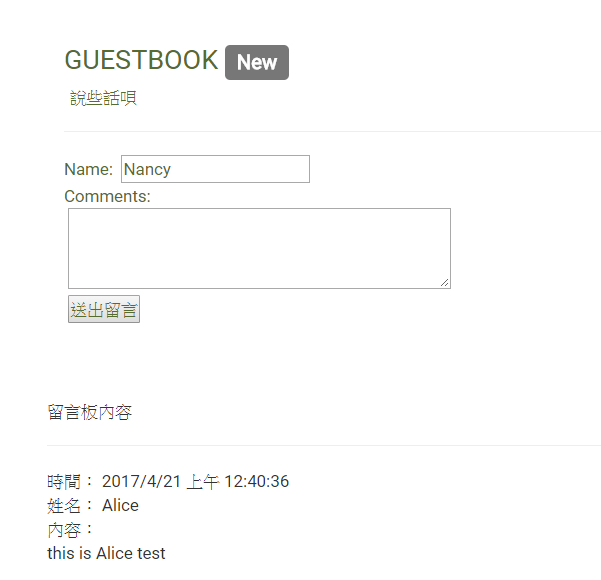 GUESTBOOK New
說些話唄
Name: Nancy
Comments:
送出留言
留言板內容
時間： 2017/4/21 上午 12:40:36
姓名： Alice
內容：
this is Alice test